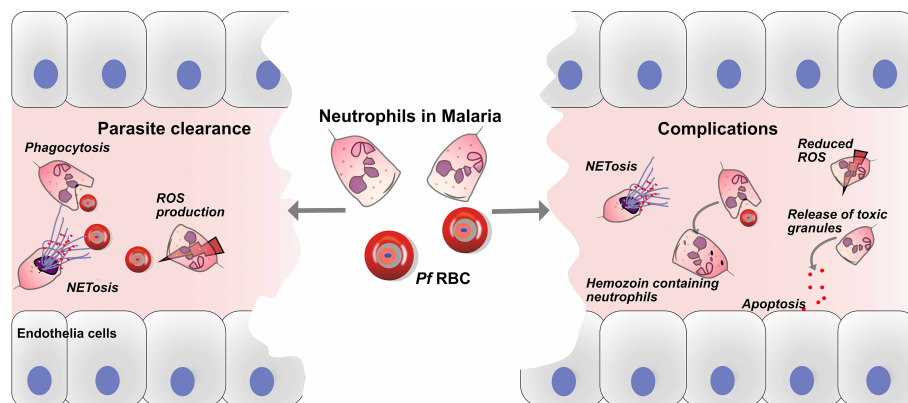 Neutrophils in Malaria
Pf RBC
Parasite clearance
Phagocytosis
ROS
production
NETosis
Endothelia cells
Complications
NETosis
Reduced
ROS
Release of toxic
granules
Hemozoin containing
neutrophils
Apoptosis